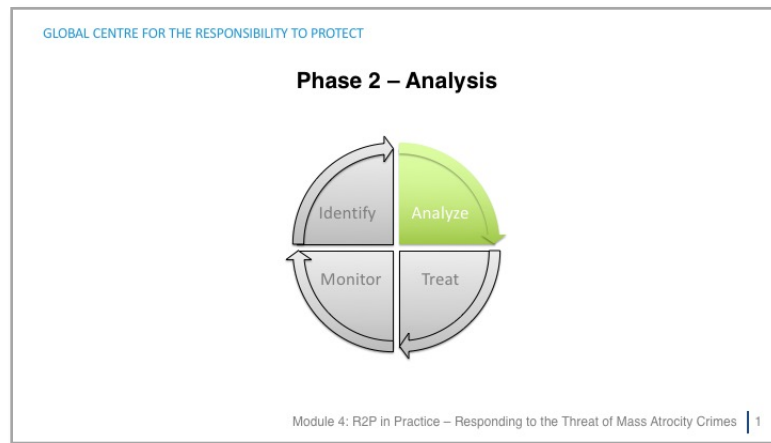 GLOBAL CENTRE FOR THE RESPONSIBILITY TO PROTECT
Phase 2 – Analysis
Identify
Analyze
Monitor
Treat
Module 4: R2P in Practice – Responding to the Threat of Mass Atrocity Crimes 1